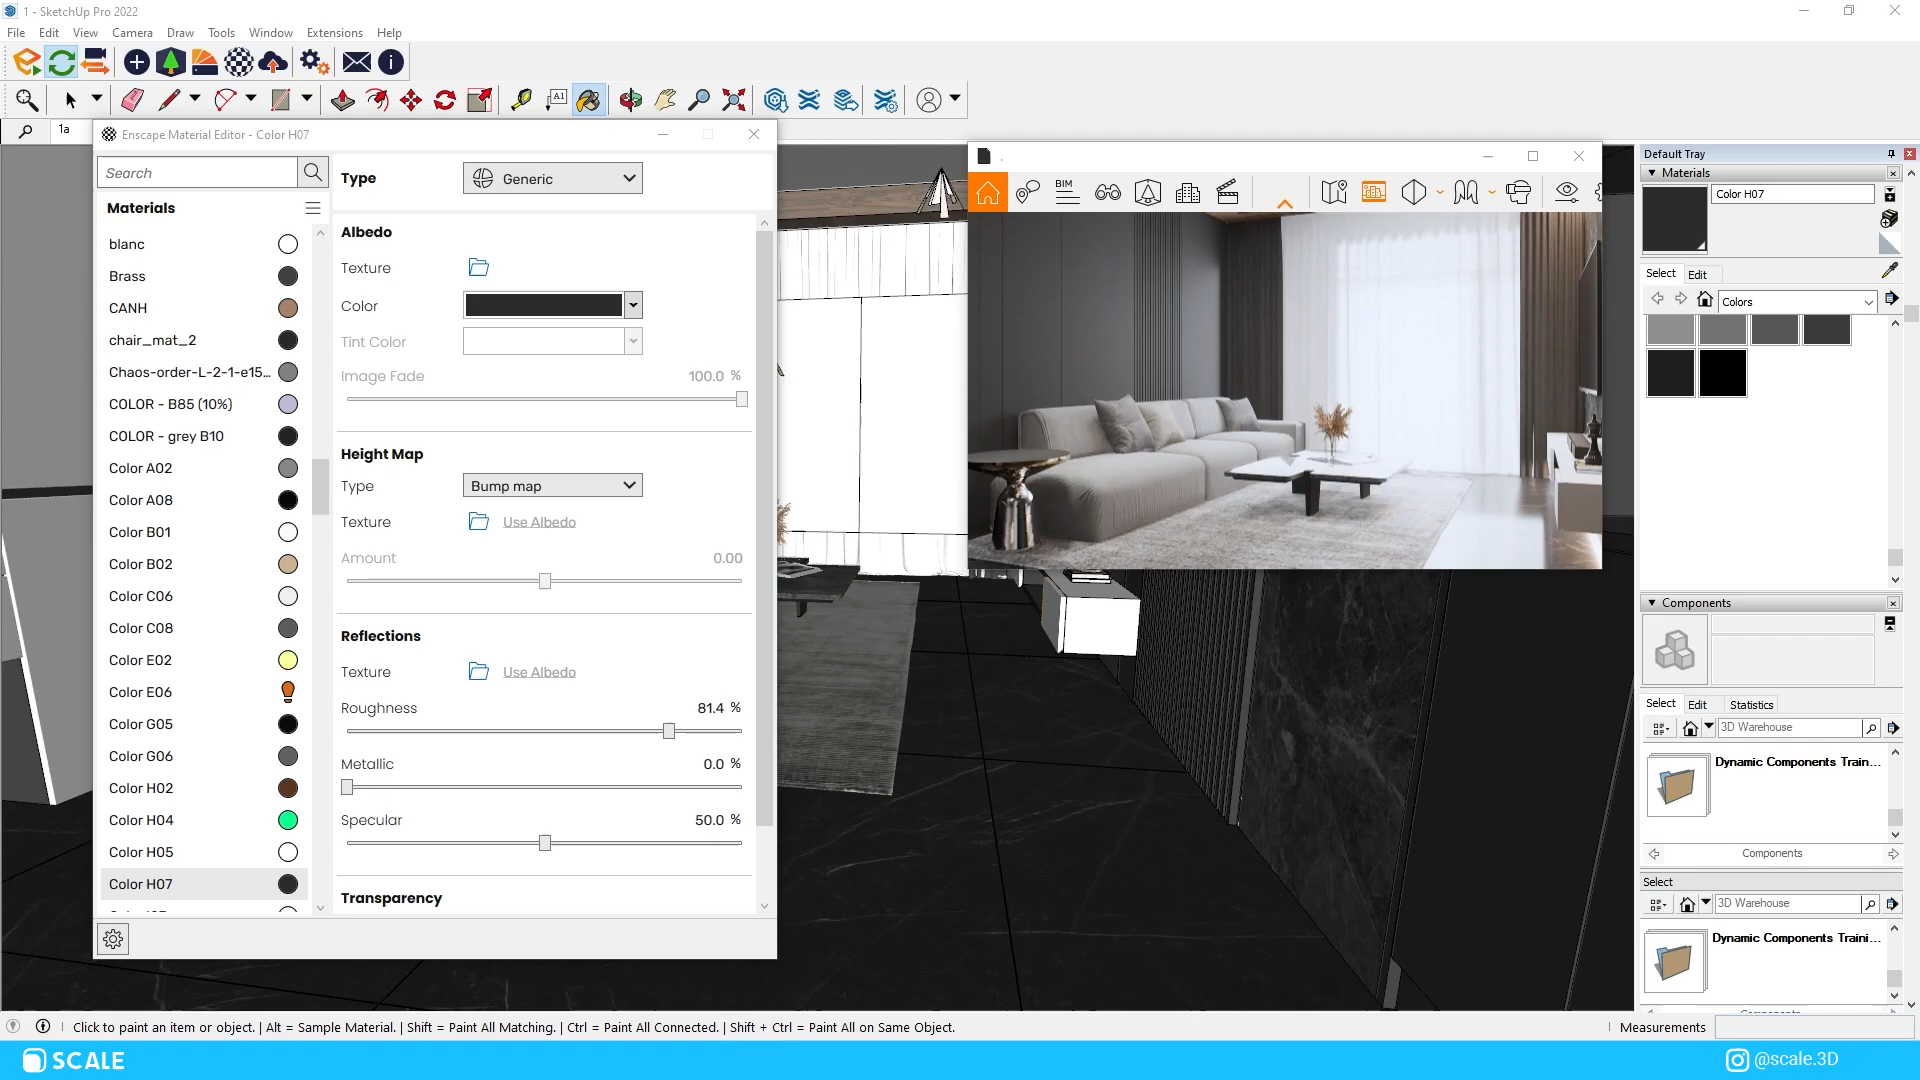 1 - SketchUp Pro 2022
File Edit View Camera Draw Tools Window Extensions Help
A1
1a
Enscape Material Editor - Color H07
Search
Materials
blanc
Brass
CANH
chair_mat_2
Chaos-order-L-2-1-e15...
COLOR - B85 (10%)
COLOR - grey B10
Color A02
Color A08
Color B01
Color B02
Color C06
Color C08
Color E02
Color E06
Color G05
Color G06
Color H02
Color H04
Color H05
Color H07
Type Generic
Albedo
Texture
Color
Tint Color
Image Fade 100.0 %
Height Map
Type Bump map
Texture Use Albedo
Amount 0.00
Reflections
Texture Use Albedo
Roughness 81.4 %
Metallic 0.0 %
Specular 50.0 %
Transparency
.
BIM
Default Tray
Materials
Color H07
Select Edit
Colors
Components
Select Edit Statistics
3D Warehouse
Dynamic Components Train...
Components
Select
3D Warehouse
Dynamic Components Traini...
Click to paint an item or object. | Alt = Sample Material. | Shift = Paint All Matching. | Ctrl = Paint All Connected. | Shift + Ctrl = Paint All on Same Object.
Measurements
SCALE
@scale.3D